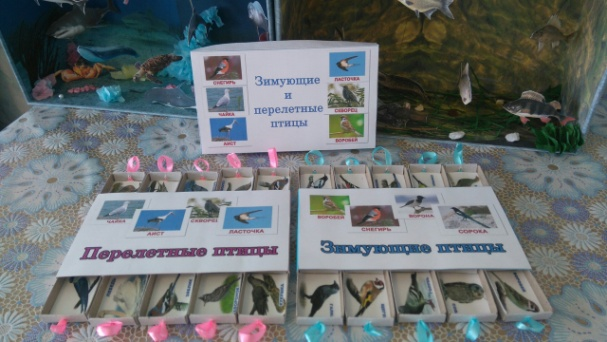 СНЕГИРЬ
ЛАСТОЧКА
Зимующие
и
перелетные
птицы
ЧАЙКА
СКВОРЕЦ
АИСТ
ВОРОБЕЙ
ЧАЙКА
АИСТ
СКВОРЕЦ
ЛАСТОЧКА
Перелетные птицы
ВОРОБЕЙ
СНЕГИРЬ
ВОРОНА
СОРОКА
Зимующие птицы